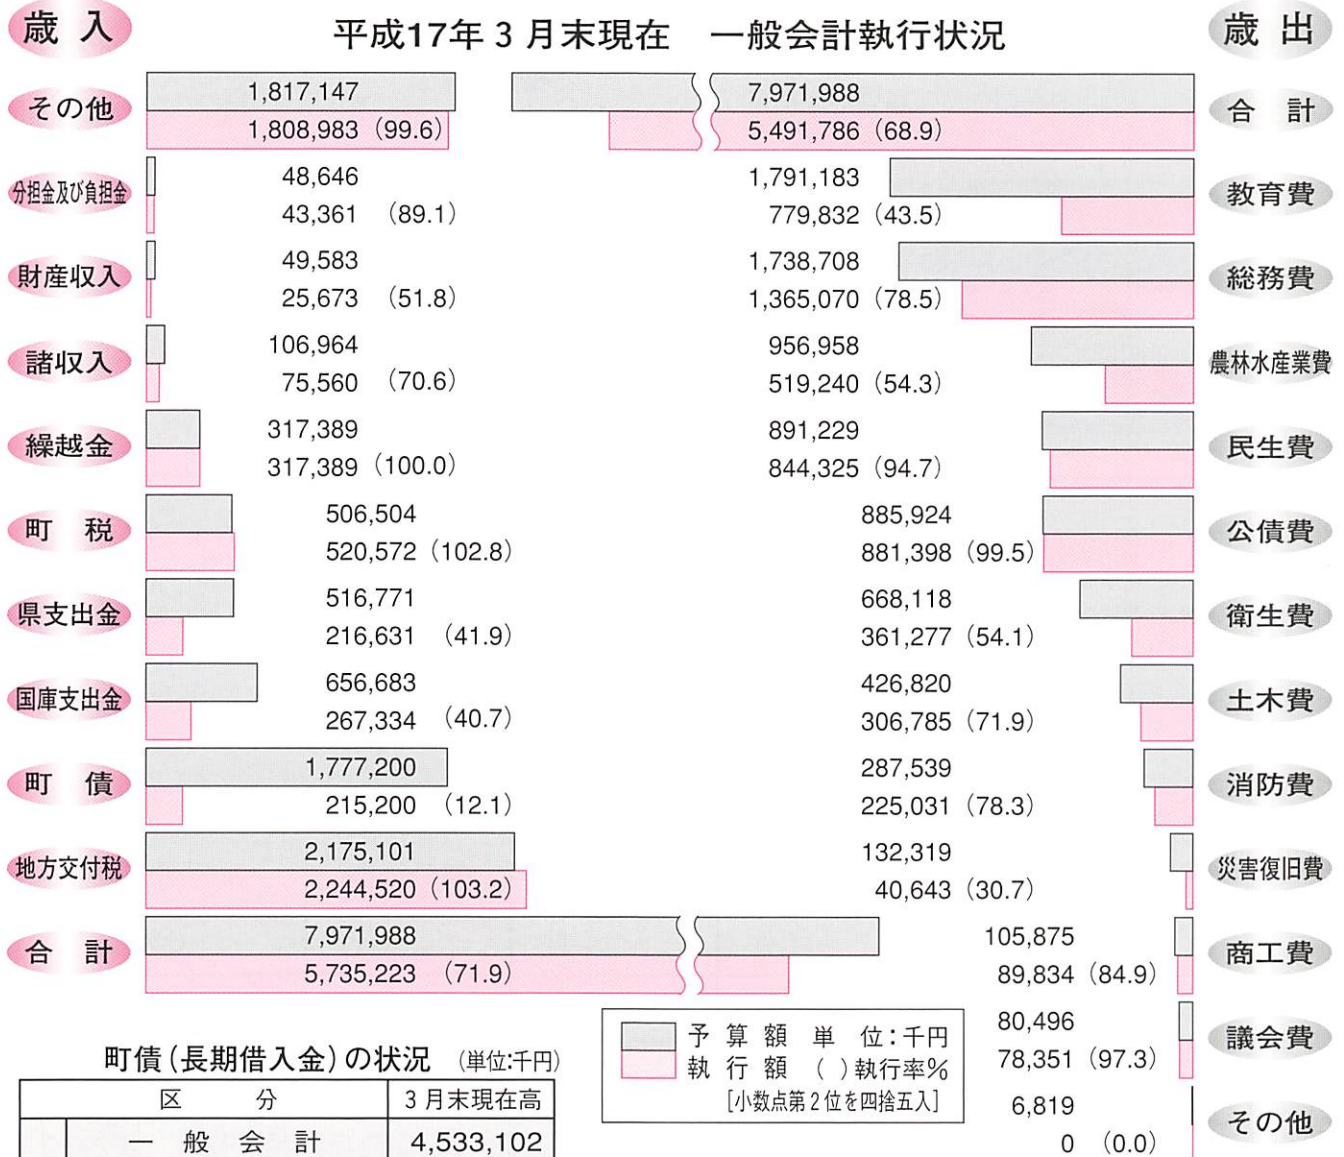 歳入
平成17年3月末現在　一般会計執行状況
歳出
その他
1,817,147
1,808,983（99.6）
分担金及び負担金
48,646
43,361（89.1）
財産収入
49,583
25,673（51.8）
諸収入
106,964
75,560（70.6）
繰越金
317,389
317,389（100.0）
町税
506,504
520,572（102.8）
県支出金
516,771
216,631（41.9）
国庫支出金
656,683
267,334（40.7）
町債
1,777,200
215,200（12.1）
地方交付税
2,175,101
2,244,520（103.2）
合計
7,971,988
5,735,223（71.9）
7,971,988
5,491,786（68.9）
合計
1,791,183
779,832（43.5）
教育費
1,738,708
1,365,070（78.5）
総務費
956,958
519,240（54.3）
農林水産業費
891,229
844,325（94.7）
民生費
885,924
881,398（99.5）
公債費
668,118
361,277（54.1）
衛生費
426,820
306,785（71.9）
土木費
287,539
225,031（78.3）
消防費
132,319
40,643（30.7）
災害復旧費
105,875
89,834（84.9）
商工費
80,496
78,351（97.3）
議会費
6,819
0（0.0）
その他
予算額　単位：千円
執行額　（ ）執行率％
［小数点第2位を四捨五入］
町債（長期借入金）の状況　（単位:千円）
区分　3月末現在高
一般会計　4,533,102